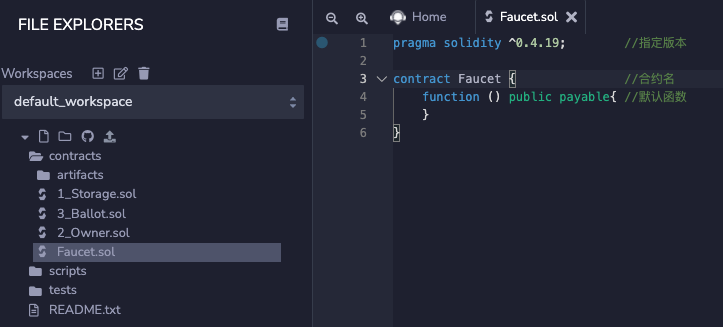 FILE EXPLORERS
Workspaces
default_workspace
contracts
artifacts
1_Storage.sol
3_Ballot.sol
2_Owner.sol
Faucet.sol
scripts
tests
README.txt
Home
Faucet.sol
1 pragma solidity ^0.4.19; //指定版本
2
3 contract Faucet { //合约名
4 function () public payable{ //默认函数
5 }
6 }